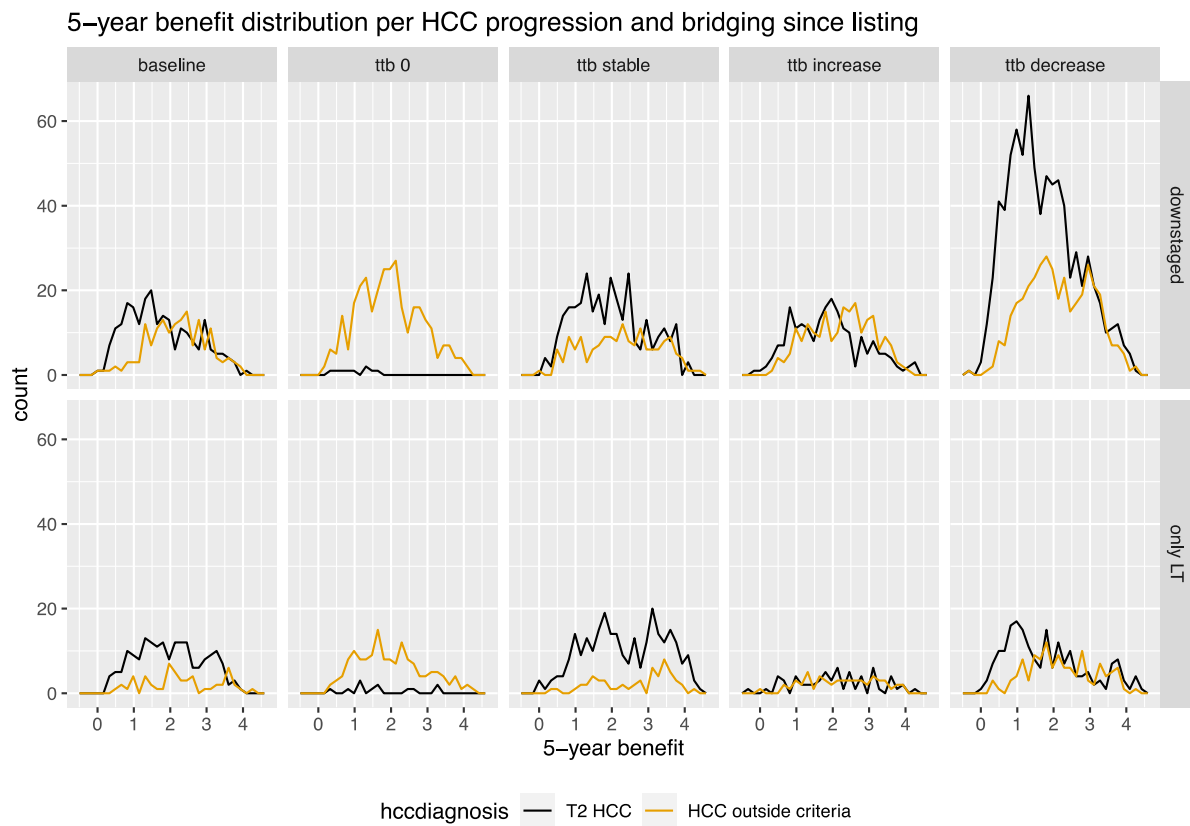 5−year benefit distribution per HCC progression and bridging since listing
baseline
ttb 0
ttb stable
ttb increase
ttb decrease
downstaged
only LT
count
60
40
20
0
60
40
20
0
0 1 2 3 4
0 1 2 3 4
0 1 2 3 4
0 1 2 3 4
0 1 2 3 4
5−year benefit
hccdiagnosis T2 HCC HCC outside criteria